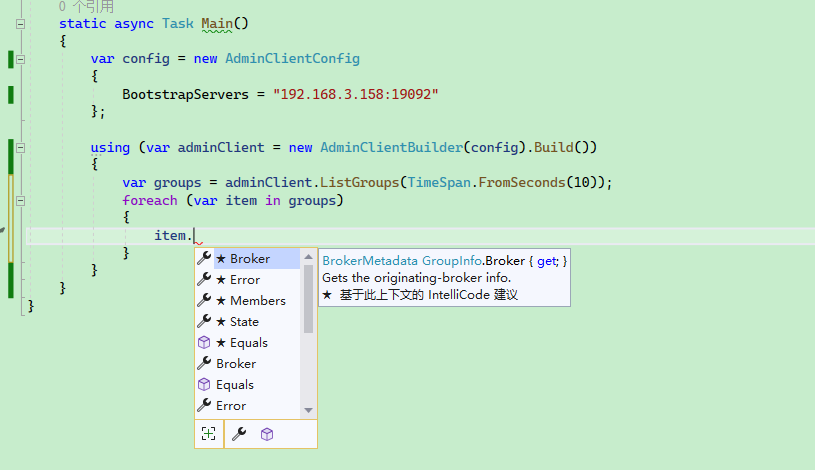 0 个引用
static async Task Main()
{
var config = new AdminClientConfig
{
BootstrapServers = "192.168.3.158:19092"
};
using (var adminClient = new AdminClientBuilder(config).Build())
{
var groups = adminClient.ListGroups(TimeSpan.FromSeconds(10));
foreach (var item in groups)
{
item.
}
}
}
}
★ Broker
★ Error
★ Members
★ State
★ Equals
Broker
Equals
Error
BrokerMetadata GroupInfo.Broker { get; }
Gets the originating-broker info.
★ 基于此上下文的 IntelliCode 建议